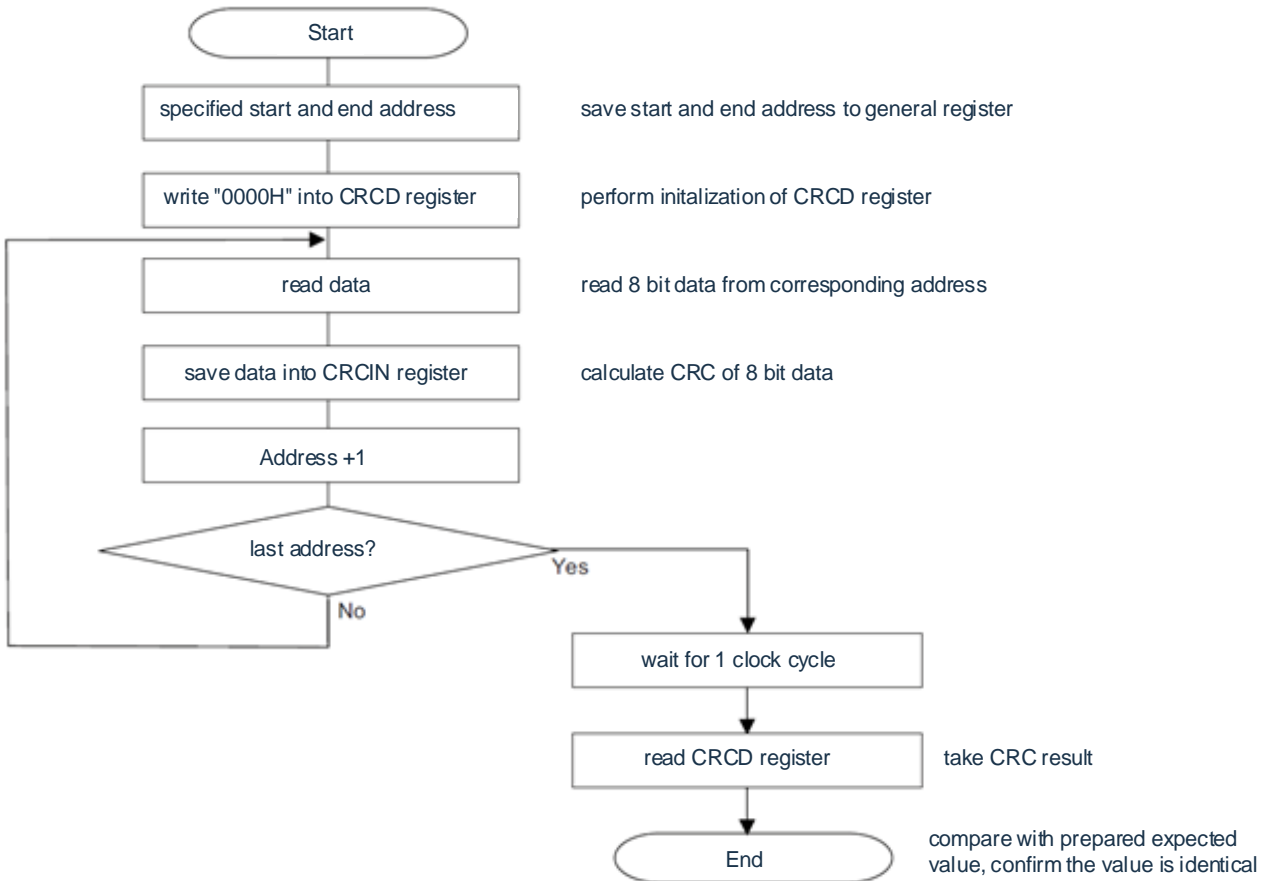 Start
specified start and end address
save start and end address to general register
write "0000H" into CRCD register
perform initalization of CRCD register
read data
read 8 bit data from corresponding address
save data into CRCIN register
calculate CRC of 8 bit data
Address +1
last address?
Yes
No
wait for 1 clock cycle
read CRCD register
take CRC result
End
compare with prepared expected
value, confirm the value is identical